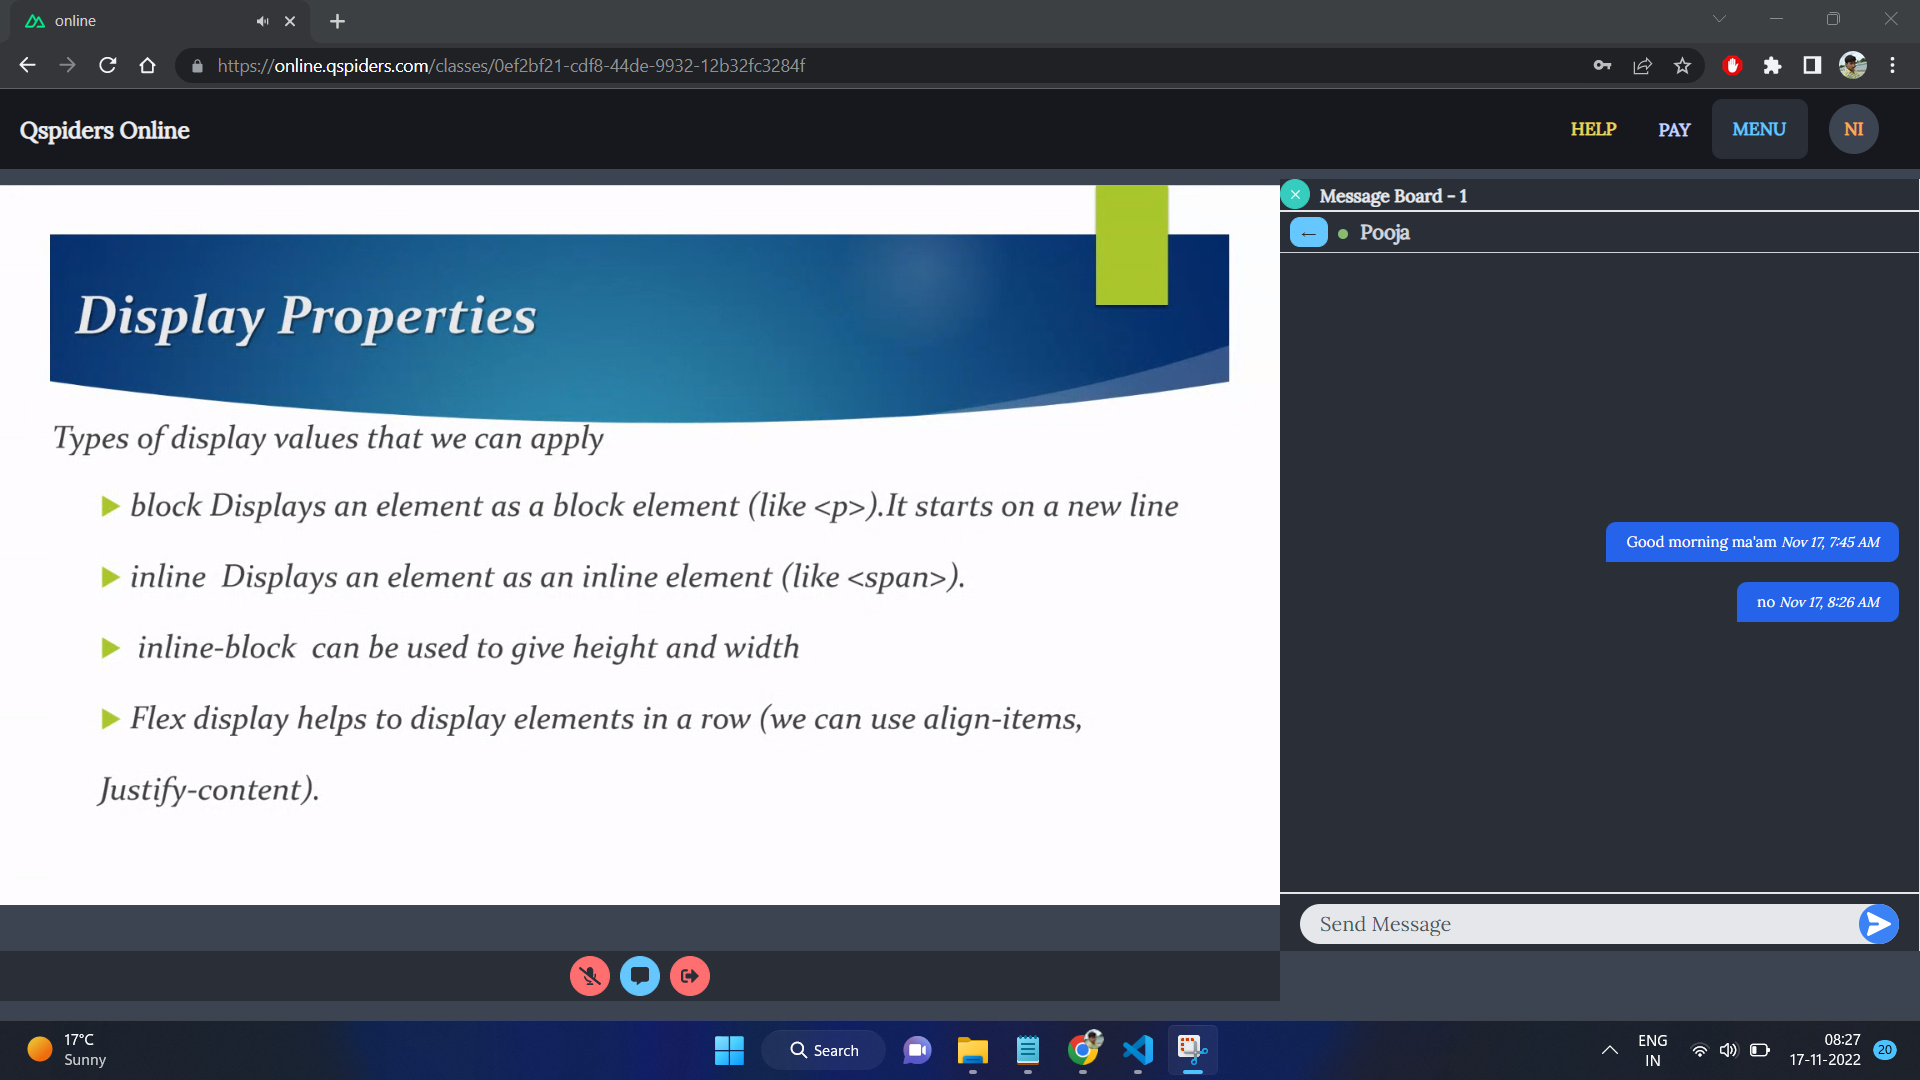 online
https://online.qspiders.com/classes/0ef2bf21-cdf8-44de-9932-12b32fc3284f
Qspiders Online
HELP PAY MENU NI
Message Board - 1
← Pooja
Display Properties
Types of display values that we can apply
block Displays an element as a block element (like <p>).It starts on a new line
inline Displays an element as an inline element (like <span>).
inline-block can be used to give height and width
Flex display helps to display elements in a row (we can use align-items,
Justify-content).
Good morning ma'am Nov 17, 7:45 AM
no Nov 17, 8:26 AM
Send Message
17°C
Sunny
Search
ENG
IN
08:27
17-11-2022
20